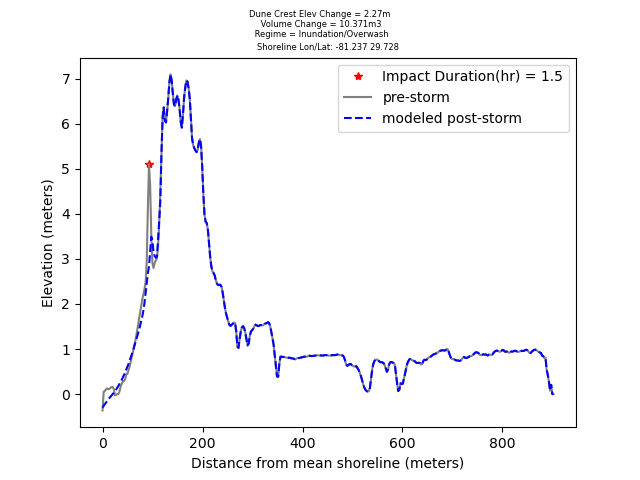 Dune Crest Elev Change = 2.27m
Volume Change = 10.371m3
Regime = Inundation/Overwash
Shoreline Lon/Lat: -81.237 29.728
Impact Duration(hr) = 1.5
pre-storm
modeled post-storm
7
6
5
4
3
2
1
0
Elevation (meters)
0 200 400 600 800
Distance from mean shoreline (meters)